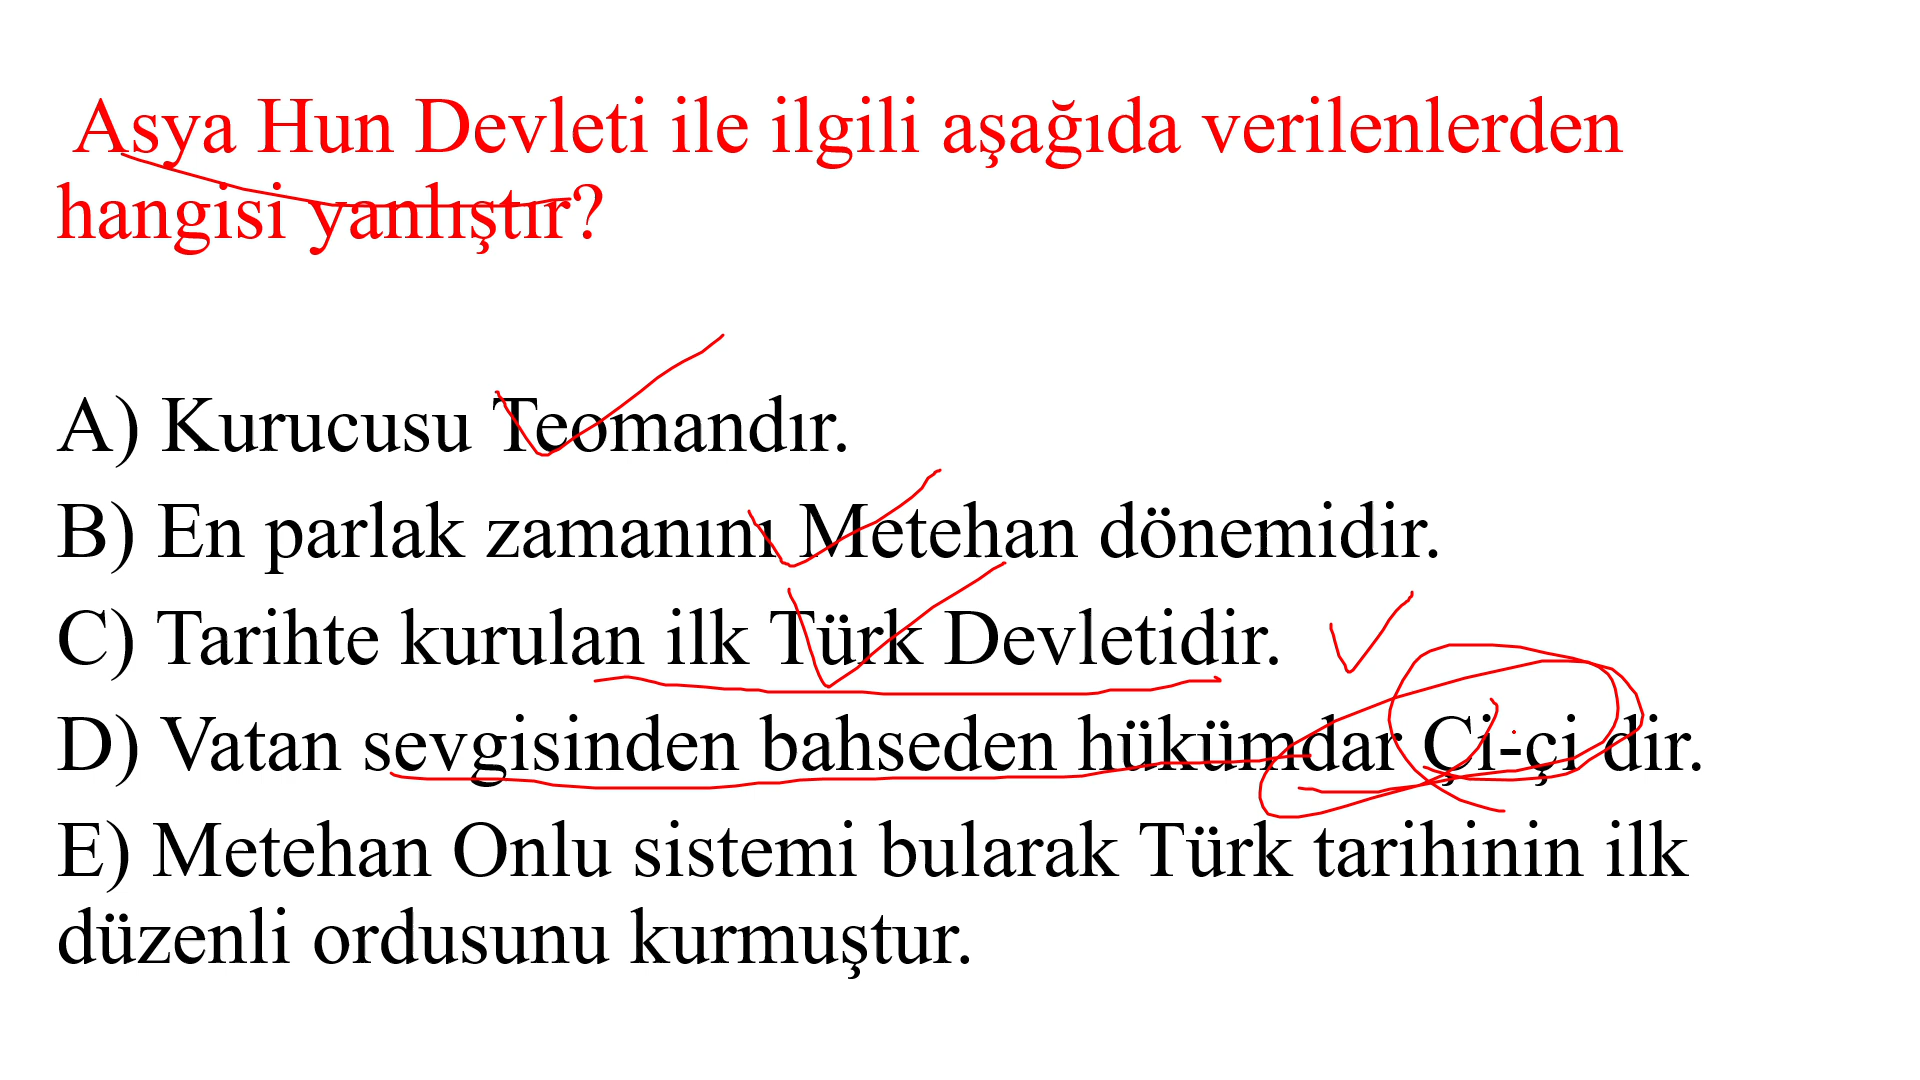 Asya Hun Devleti ile ilgili aşağıda verilenlerden
hangisi yanlıştır?
A) Kurucusu Teomandır.
B) En parlak zamanını Metehan dönemidir.
C) Tarihte kurulan ilk Türk Devletidir.
D) Vatan sevgisinden bahseden hükümdar Çi-çi dir.
E) Metehan Onlu sistemi bularak Türk tarihinin ilk
düzenli ordusunu kurmuştur.